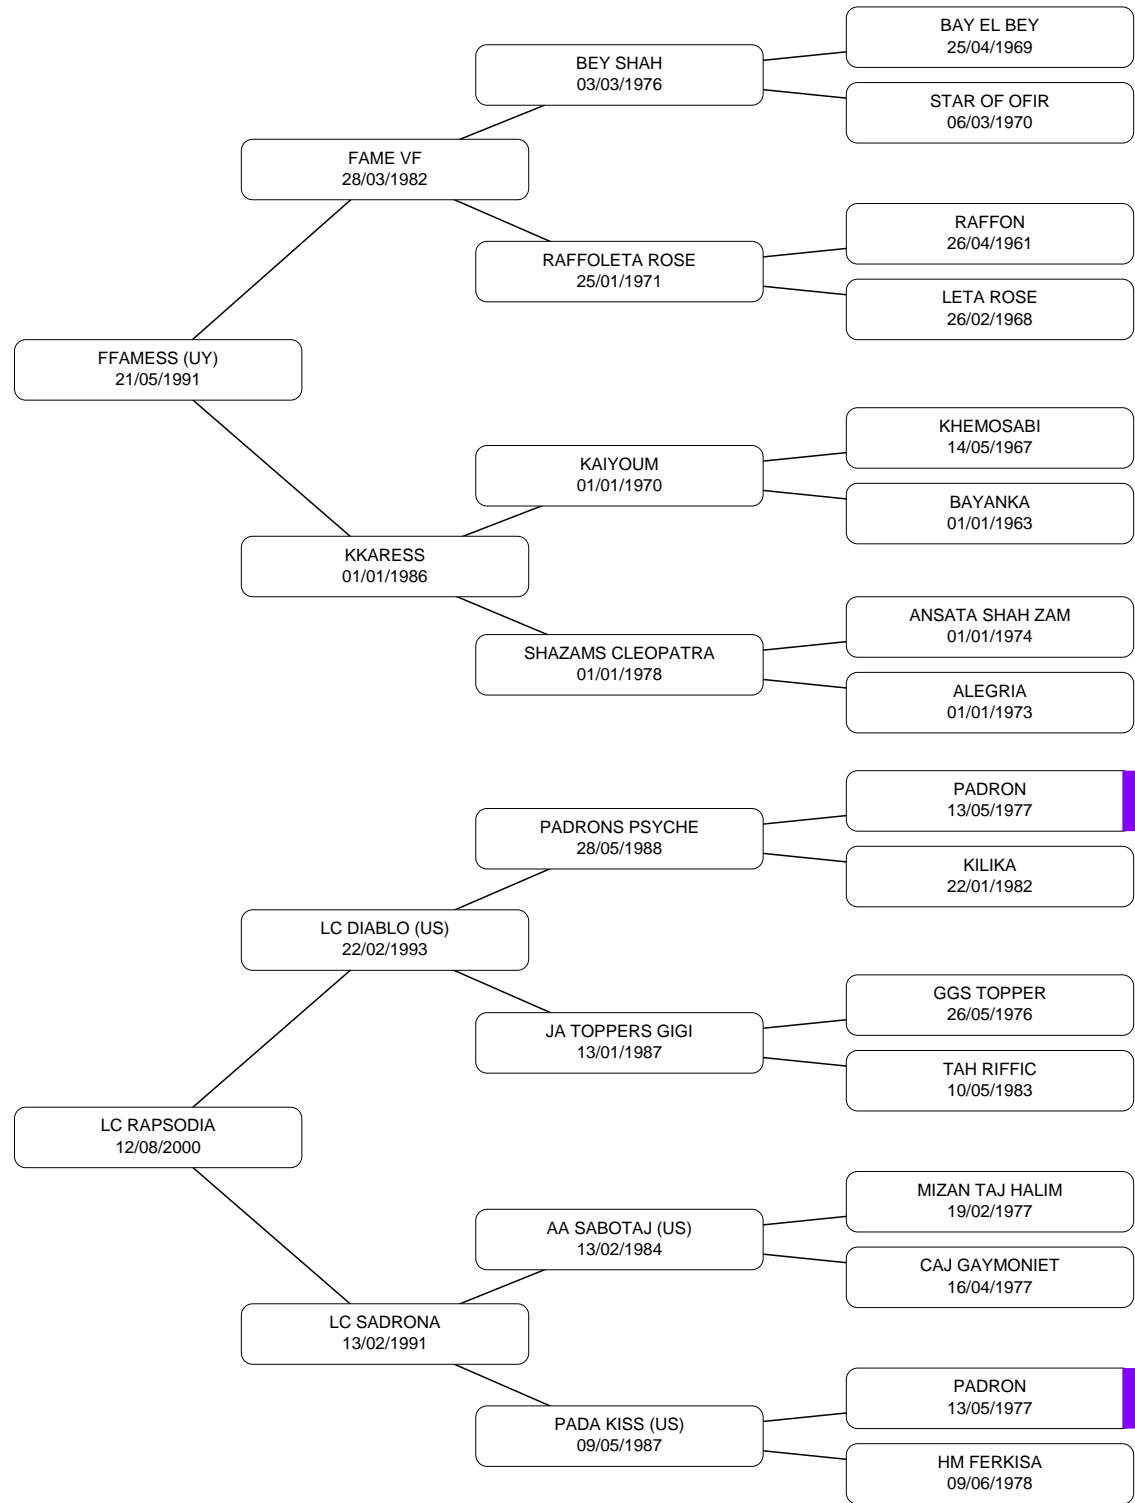 BAY EL BEY
25/04/1969
BEY SHAH
03/03/1976
STAR OF OFIR
06/03/1970
FAME VF
28/03/1982
RAFFON
26/04/1961
RAFFOLETA ROSE
25/01/1971
LETA ROSE
26/02/1968
FFAMESS (UY)
21/05/1991
KHEMOSABI
14/05/1967
KAIYOUM
01/01/1970
BAYANKA
01/01/1963
KKARESS
01/01/1986
ANSATA SHAH ZAM
01/01/1974
SHAZAMS CLEOPATRA
01/01/1978
ALEGRIA
01/01/1973
PADRON
13/05/1977
PADRONS PSYCHE
28/05/1988
KILIKA
22/01/1982
LC DIABLO (US)
22/02/1993
GGS TOPPER
26/05/1976
JA TOPPERS GIGI
13/01/1987
TAH RIFFIC
10/05/1983
LC RAPSODIA
12/08/2000
MIZAN TAJ HALIM
19/02/1977
AA SABOTAJ (US)
13/02/1984
CAJ GAYMONIET
16/04/1977
LC SADRONA
13/02/1991
PADRON
13/05/1977
PADA KISS (US)
09/05/1987
HM FERKISA
09/06/1978